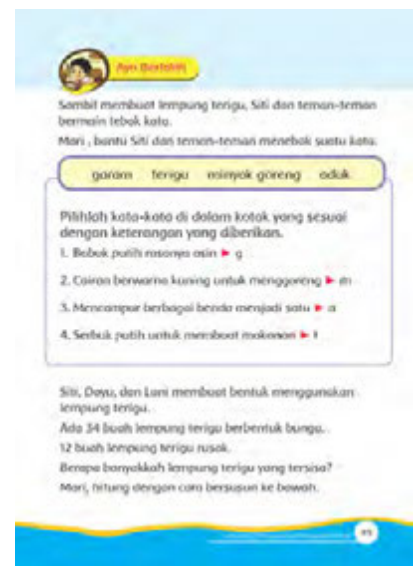 Ayo Berlatih
Sambil membuat lempung terigu, Siti dan teman-teman
bermain tebak kata.
Mari , bantu Siti dan teman-teman menebak suatu kata.
garam terigu minyak goreng aduk
Pilihlah kata-kata di dalam kotak yang sesuai
dengan keterangan yang diberikan.
1. Bubuk putih rasanya asin ► g
2. Cairan berwarna kuning untuk menggoreng ► m
3. Mencampur berbagai benda menjadi satu ► a
4. Serbuk putih untuk membuat makanan ► t
Siti, Dayu, dan Lani membuat bentuk menggunakan
lempung terigu.
Ada 34 buah lempung terigu berbentuk bunga.
12 buah lempung terigu rusak.
Berapa banyakkah lempung terigu yang tersisa?
Mari, hitung dengan cara bersusun ke bawah.